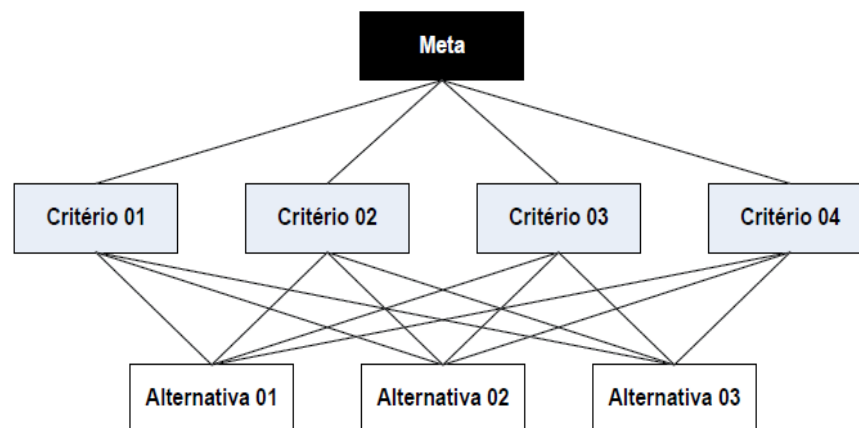 Meta
Critério 01
Critério 02
Critério 03
Critério 04
Alternativa 01
Alternativa 02
Alternativa 03